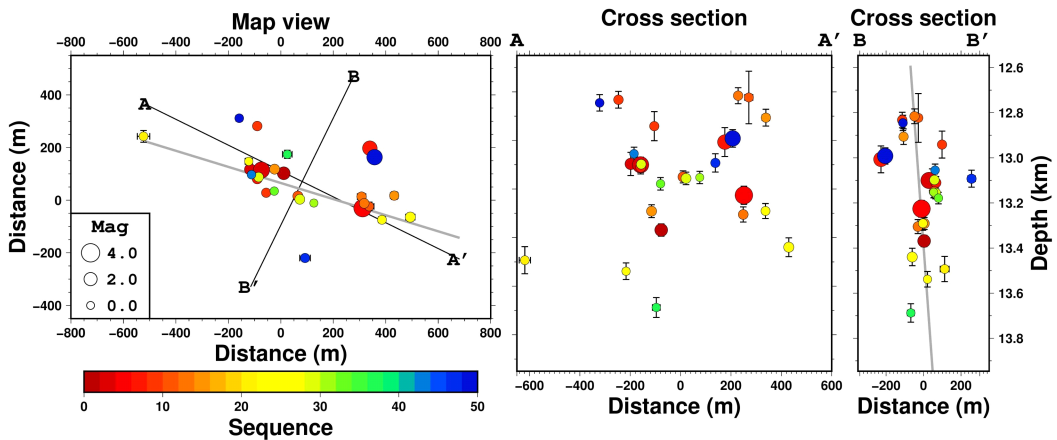 Map view
Cross section
Cross section
−800 −600 −400 −200 0 200 400 600 800
A A′
B B′
400
200
0
−200
−400
Distance (m)
A
B
A′
B′
Mag
4.0
2.0
0.0
−800 −600 −400 −200 0 200 400 600 800
Distance (m)
0 10 20 30 40 50
Sequence
−600 −400 −200 0 200 400 600
Distance (m)
−200 0 200
Distance (m)
12.6
12.8
13.0
13.2
13.4
13.6
13.8
Depth (km)